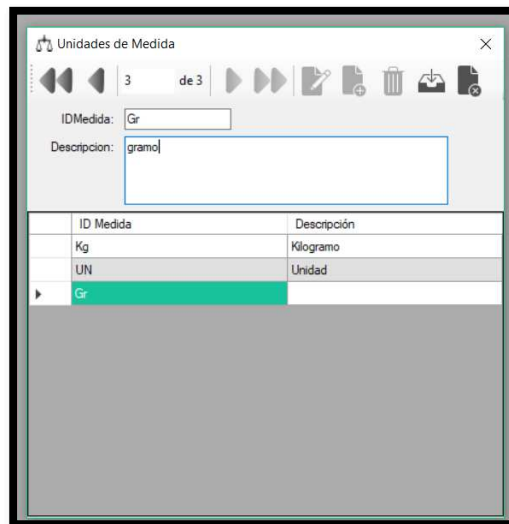 Unidades de Medida
3 de 3
IDMedida: Gr
Descripcion: gramo
ID Medida Descripción
Kg Kilogramo
UN Unidad
Gr